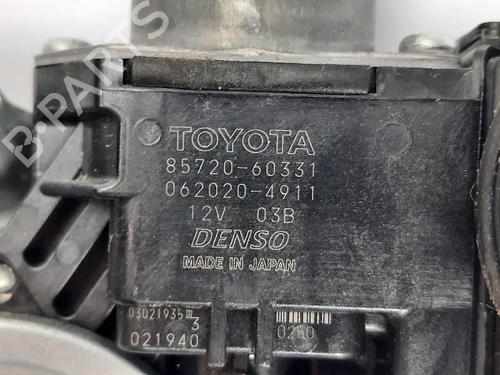 B-PARTS
TOYOTA
85720-60331
062020-4911
12V 03B
DENSO
MADE IN JAPAN
03021935
3
021940
0250